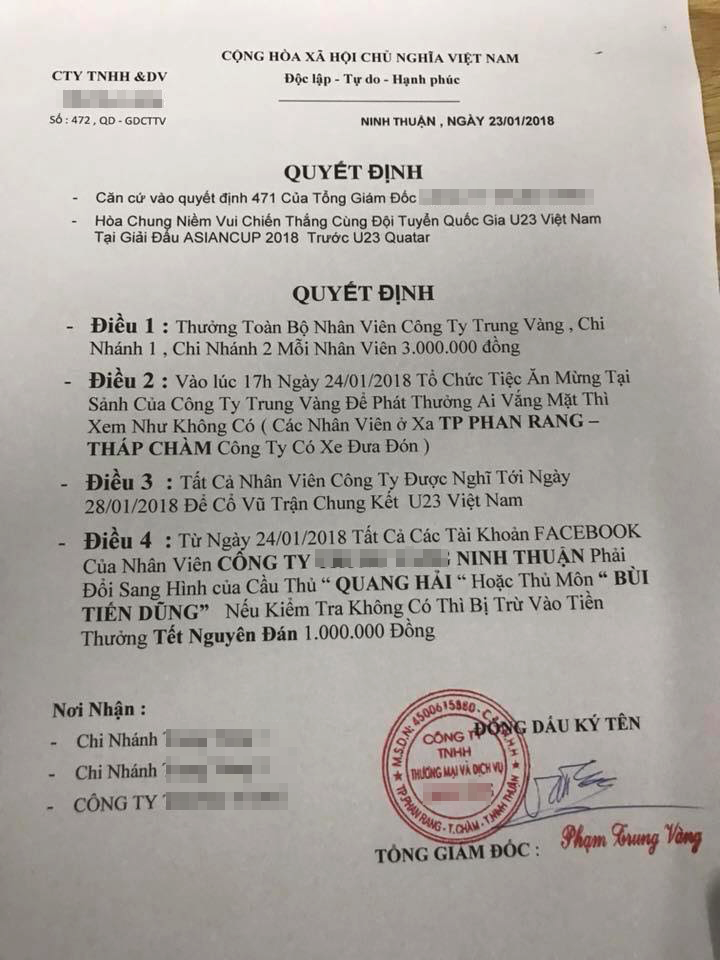 CỘNG HÒA XÃ HỘI CHỦ NGHĨA VIỆT NAM
CTY TNHH &DV
Độc lập - Tự do - Hạnh phúc
SỐ : 472 , QD - GDCTTV
NINH THUẬN , NGÀY 23/01/2018
QUYẾT ĐỊNH
- Căn cứ vào quyết định 471 Của Tổng Giám Đốc
- Hòa Chung Niềm Vui Chiến Thắng Cùng Đội Tuyển Quốc Gia U23 Việt Nam
Tại Giải Đấu ASIANCUP 2018 Trước U23 Quatar
QUYẾT ĐỊNH
- Điều 1 : Thưởng Toàn Bộ Nhân Viên Công Ty Trung Vàng , Chi
Nhánh 1 , Chi Nhánh 2 Mỗi Nhân Viên 3.000.000 đồng
- Điều 2 : Vào lúc 17h Ngày 24/01/2018 Tổ Chức Tiệc Ăn Mừng Tại
Sảnh Của Công Ty Trung Vàng Để Phát Thưởng Ai Vắng Mặt Thì
Xem Như Không Có ( Các Nhân Viên ở Xa TP PHAN RANG –
THÁP CHÀM Công Ty Có Xe Đưa Đón )
- Điều 3 : Tất Cả Nhân Viên Công Ty Được Nghĩ Tới Ngày
28/01/2018 Để Cổ Vũ Trận Chung Kết U23 Việt Nam
- Điều 4 : Từ Ngày 24/01/2018 Tất Cả Các Tài Khoản FACEBOOK
Của Nhân Viên CÔNG TY NINH THUẬN Phải
Đổi Sang Hình của Cầu Thủ “ QUANG HẢI “ Hoặc Thủ Môn “ BÙI
TIẾN DŨNG” Nếu Kiểm Tra Không Có Thì Bị Trừ Vào Tiền
Thưởng Tết Nguyên Đán 1.000.000 Đồng
Nơi Nhận :
- Chi Nhánh
- Chi Nhánh
- CÔNG TY
ĐÓNG DẤU KÝ TÊN
M.S.D.N: 4500615880
CÔNG TY
TNHH
THƯƠNG MẠI VÀ DỊCH VỤ
TP.PHAN RANG - T.CHÀM - T.NINH THUẬN
TỔNG GIÁM ĐỐC :
Phạm Trung Vàng